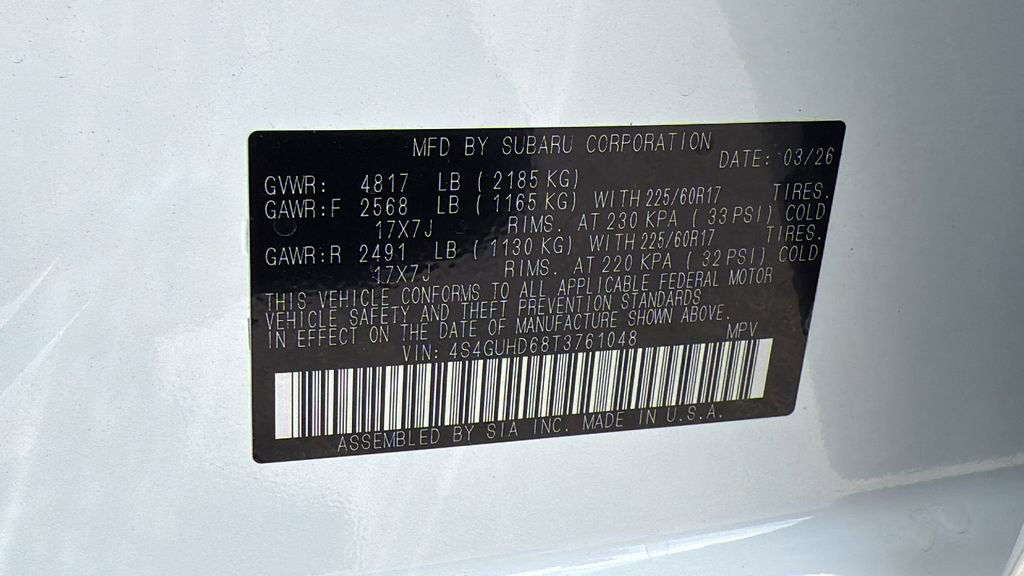 MFD BY SUBARU CORPORATION
DATE: 03/26
GVWR: 4817 LB ( 2185 KG)
GAWR:F 2568 LB ( 1165 KG) WITH 225/60R17 TIRES.
17X7J RIMS. AT 230 KPA ( 33 PSI) COLD
GAWR:R 2491 LB ( 1130 KG) WITH 225/60R17 TIRES.
17X7J RIMS. AT 220 KPA ( 32 PSI) COLD
THIS VEHICLE CONFORMS TO ALL APPLICABLE FEDERAL MOTOR
VEHICLE SAFETY AND THEFT PREVENTION STANDARDS
IN EFFECT ON THE DATE OF MANUFACTURE SHOWN ABOVE.
VIN: 4S4GUHD68T3761048 MPV
ASSEMBLED BY SIA INC. MADE IN U.S.A.